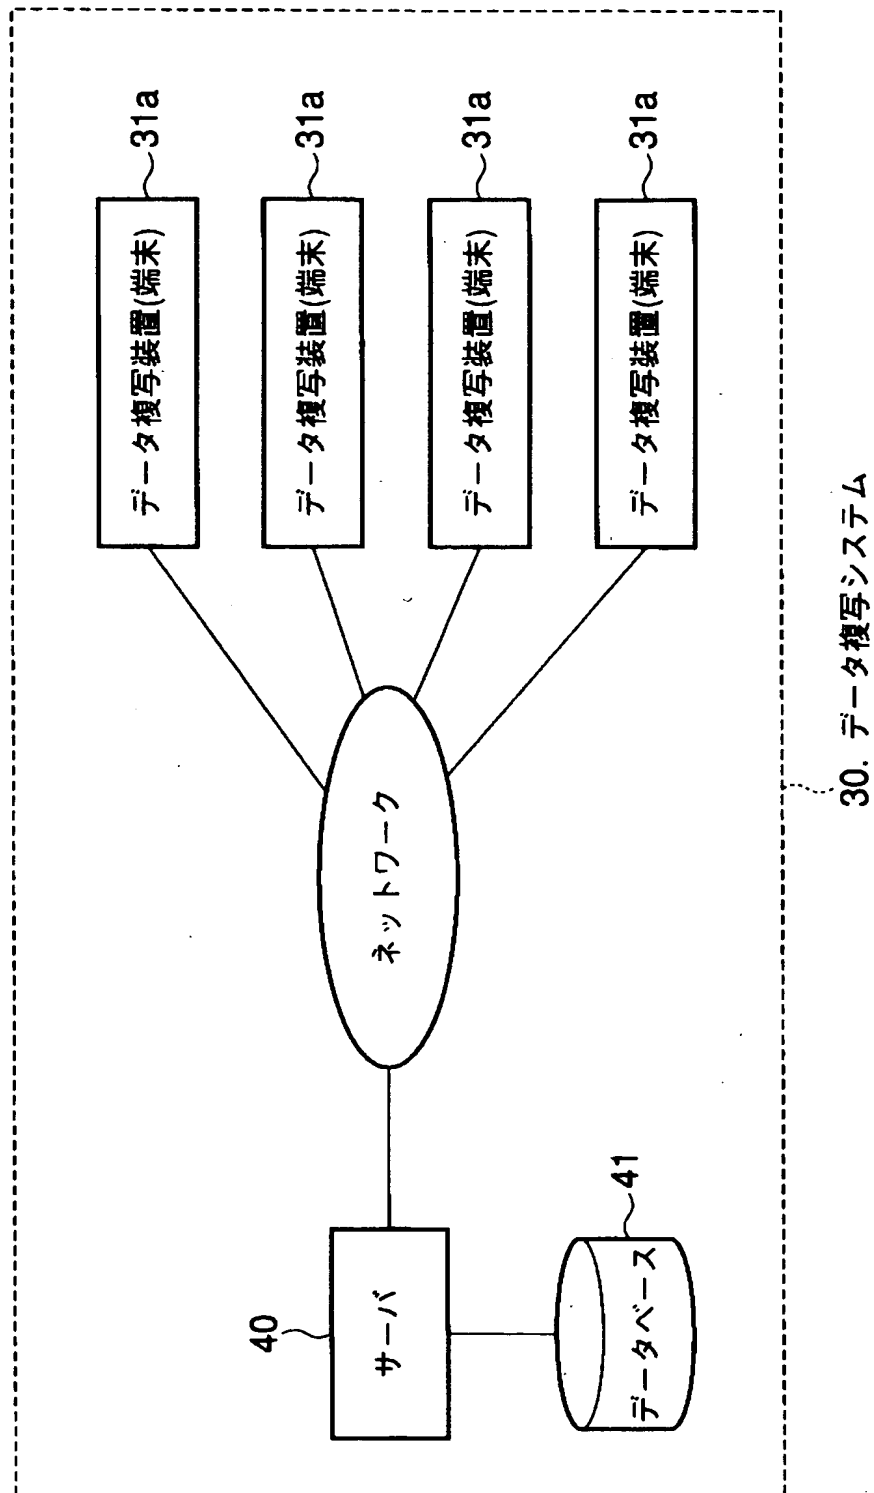 データ複写装置(端末)
31a
データ複写装置(端末)
31a
データ複写装置(端末)
31a
データ複写装置(端末)
31a
ネットワーク
40
サーバ
41
データベース
30. データ複写システム